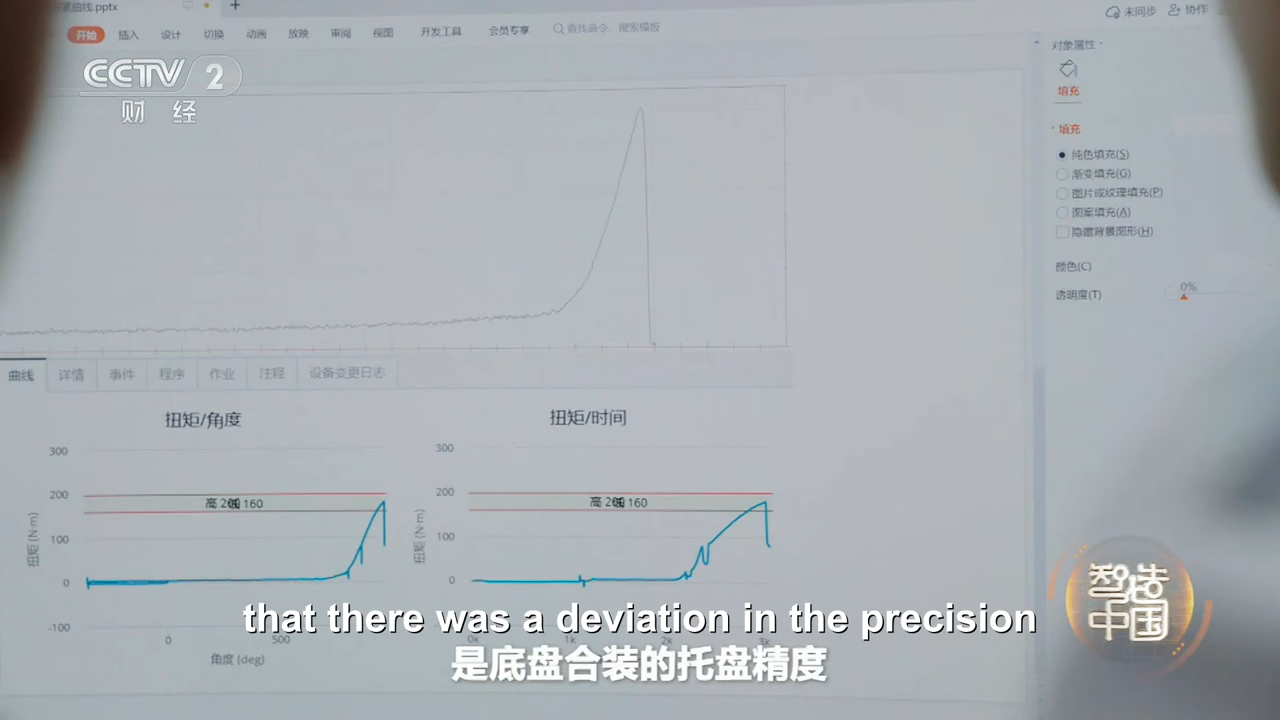 紧曲线.pptx
+
未同步 协作
开始 插入 设计 切换 动画 放映 审阅 视图 开发工具 会员专享 查找命令、搜索模板
CCTV 2
财 经
对象属性
填充
填充
纯色填充(S)
渐变填充(G)
图片或纹理填充(P)
图案填充(A)
隐藏背景图形(H)
颜色(C)
透明度(T) 0%
曲线 详情 事件 程序 作业 注释 设备变更日志
扭矩/角度
300
200
100
0
-100
扭矩 (N·m)
160
0 500
角度 (deg)
扭矩/时间
300
200
100
0
扭矩 (N·m)
160
0k 1k 2k 3k
智造
中国
that there was a deviation in the precision
是底盘合装的托盘精度